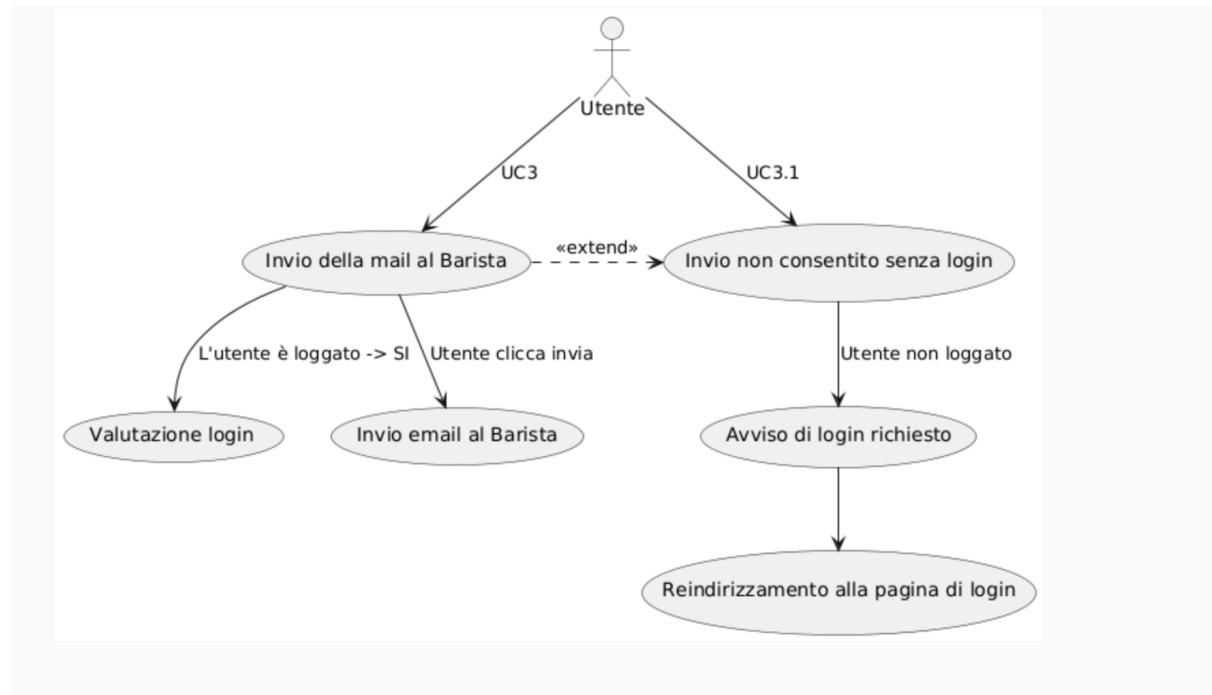 Utente
UC3
UC3.1
Invio della mail al Barista
«extend»
Invio non consentito senza login
L'utente è loggato -> SI
Utente clicca invia
Utente non loggato
Valutazione login
Invio email al Barista
Avviso di login richiesto
Reindirizzamento alla pagina di login